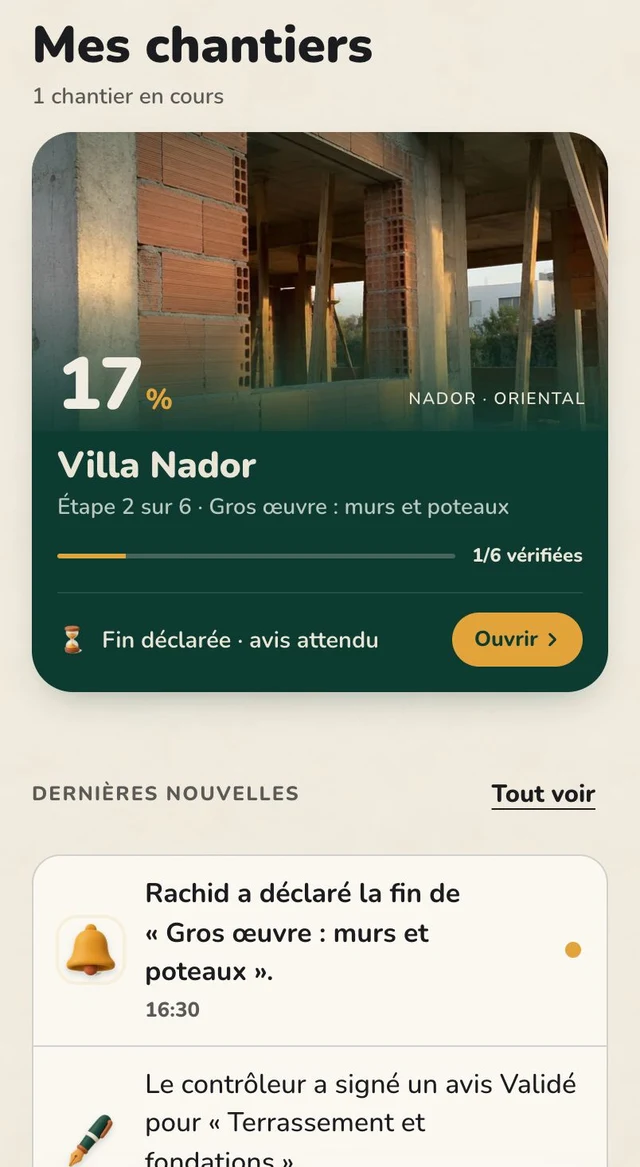 Mes chantiers
1 chantier en cours
17 %
NADOR · ORIENTAL
Villa Nador
Étape 2 sur 6 · Gros œuvre : murs et poteaux
1/6 vérifiées
Fin déclarée · avis attendu
Ouvrir
DERNIÈRES NOUVELLES
Tout voir
Rachid a déclaré la fin de
« Gros œuvre : murs et
poteaux ».
16:30
Le contrôleur a signé un avis Validé
pour « Terrassement et
fondations »